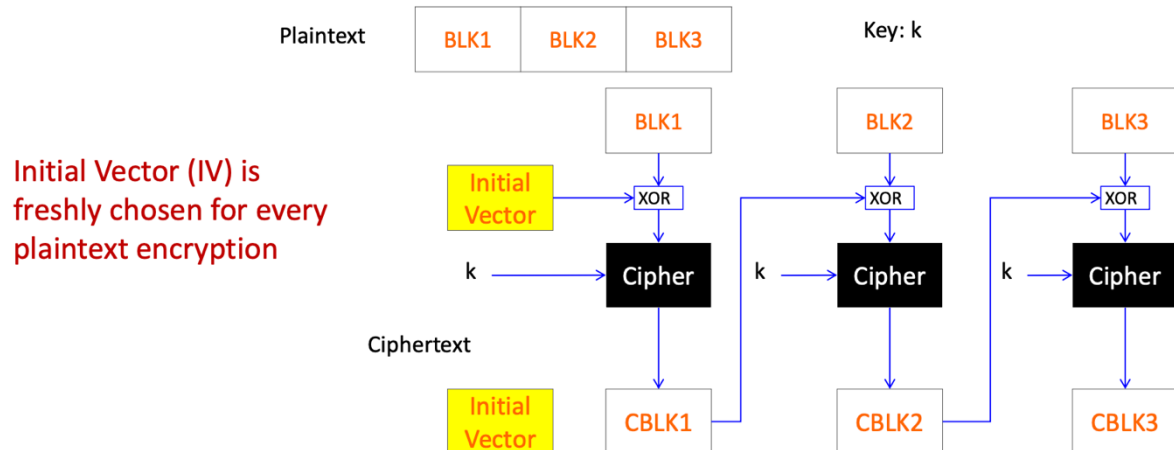 Plaintext BLK1 BLK2 BLK3 Key: k
BLK1 BLK2 BLK3
Initial Vector (IV) is
freshly chosen for every
plaintext encryption
Initial
Vector
XOR XOR XOR
k Cipher k Cipher k Cipher
Ciphertext
Initial
Vector
CBLK1 CBLK2 CBLK3